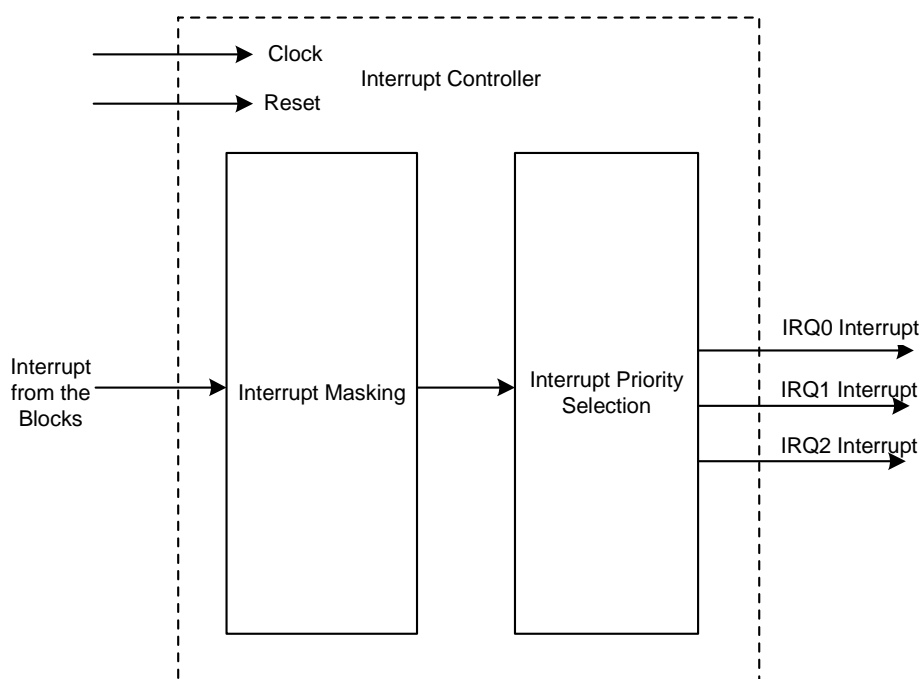 Clock
Interrupt Controller
Reset
Interrupt
from the
Blocks
Interrupt Masking
Interrupt Priority
Selection
IRQ0 Interrupt
IRQ1 Interrupt
IRQ2 Interrupt